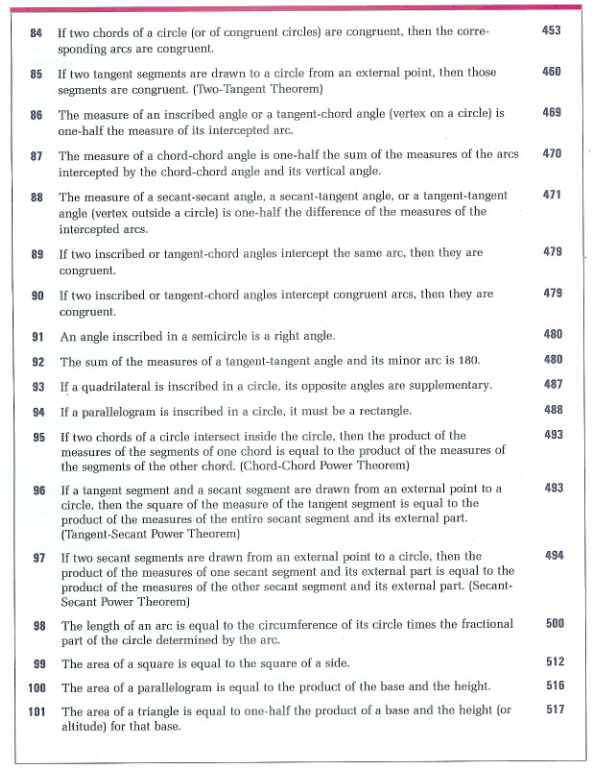 84 If two chords of a circle (or of congruent circles) are congruent, then the corre- 453
sponding arcs are congruent.
85 If two tangent segments are drawn to a circle from an external point, then those 460
segments are congruent. (Two-Tangent Theorem)
86 The measure of an inscribed angle or a tangent-chord angle (vertex on a circle) is 469
one-half the measure of its intercepted arc.
87 The measure of a chord-chord angle is one-half the sum of the measures of the arcs 470
intercepted by the chord-chord angle and its vertical angle.
88 The measure of a secant-secant angle, a secant-tangent angle, or a tangent-tangent 471
angle (vertex outside a circle) is one-half the difference of the measures of the
intercepted arcs.
89 If two inscribed or tangent-chord angles intercept the same arc, then they are 479
congruent.
90 If two inscribed or tangent-chord angles intercept congruent arcs, then they are 479
congruent.
91 An angle inscribed in a semicircle is a right angle. 480
92 The sum of the measures of a tangent-tangent angle and its minor arc is 180. 480
93 If a quadrilateral is inscribed in a circle, its opposite angles are supplementary. 487
94 If a parallelogram is inscribed in a circle, it must be a rectangle. 488
95 If two chords of a circle intersect inside the circle, then the product of the 493
measures of the segments of one chord is equal to the product of the measures of
the segments of the other chord. (Chord-Chord Power Theorem)
96 If a tangent segment and a secant segment are drawn from an external point to a 493
circle, then the square of the measure of the tangent segment is equal to the
product of the measures of the entire secant segment and its external part.
(Tangent-Secant Power Theorem)
97 If two secant segments are drawn from an external point to a circle, then the 494
product of the measures of one secant segment and its external part is equal to the
product of the measures of the other secant segment and its external part. (Secant-
Secant Power Theorem)
98 The length of an arc is equal to the circumference of its circle times the fractional 500
part of the circle determined by the arc.
99 The area of a square is equal to the square of a side. 512
100 The area of a parallelogram is equal to the product of the base and the height. 516
101 The area of a triangle is equal to one-half the product of a base and the height (or 517
altitude) for that base.